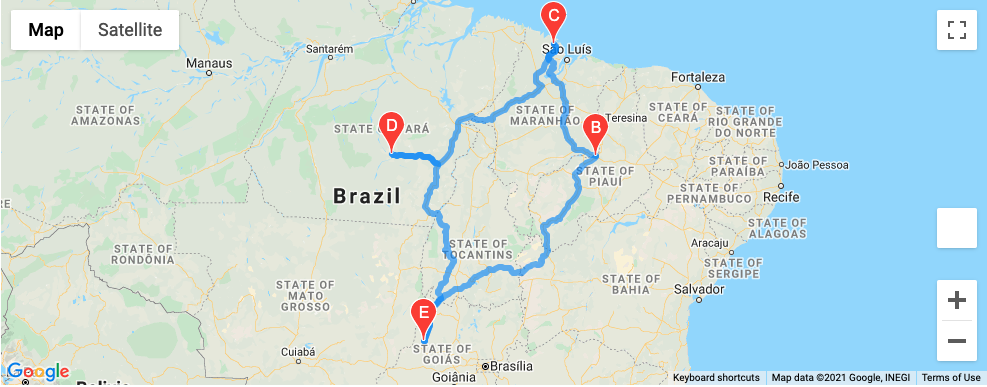 Map
Satellite
C
São Luís
Santarém
Manaus
Fortaleza
STATE OF
AMAZONAS
STATE OF
MARANHÃO
Teresina
STATE OF
CEARÁ
STATE OF
RIO GRANDE
DO NORTE
D
STATE OF PARÁ
B
STATE OF
PARAÍBA
João Pessoa
STATE OF
PIAUÍ
STATE OF
PERNAMBUCO
Recife
Brazil
STATE OF
ALAGOAS
STATE OF
RONDÔNIA
STATE OF
TOCANTINS
Aracaju
STATE OF
SERGIPE
STATE OF
MATO
GROSSO
STATE OF
BAHIA
Salvador
E
Cuiabá
STATE OF
GOIÁS
Brasília
Goiânia
Google
Keyboard shortcuts
Map data ©2021 Google, INEGI
Terms of Use